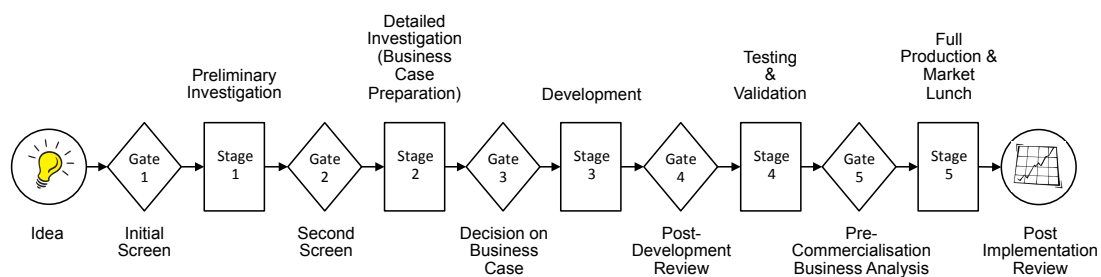 Detailed
Investigation
(Business
Case
Preparation)
Full
Production &
Market
Lunch
Testing
&
Validation
Preliminary
Investigation
Development
Gate
1
Stage
1
Gate
2
Stage
2
Gate
3
Stage
3
Gate
4
Stage
4
Gate
5
Stage
5
Idea
Initial
Screen
Second
Screen
Decision on
Business
Case
Post-
Development
Review
Pre-
Commercialisation
Business Analysis
Post
Implementation
Review